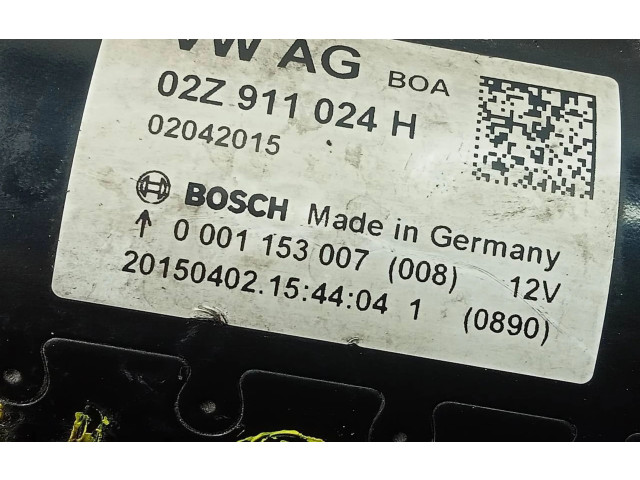 VW AG BOA
02Z 911 024 H
02042015
BOSCH Made in Germany
↑ 0 001 153 007 (008) 12V
20150402.15:44:04 1 (0890)